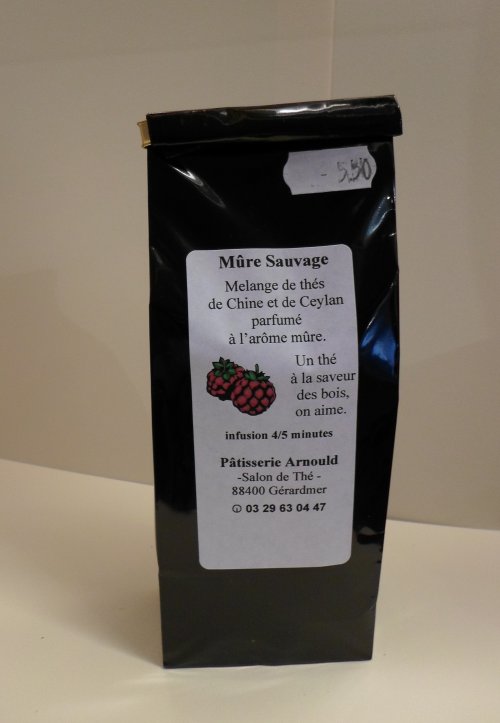 - 5.50
Mûre Sauvage
Melange de thés
de Chine et de Ceylan
parfumé
à l'arôme mûre.
Un thé
à la saveur
des bois,
on aime.
infusion 4/5 minutes
Pâtisserie Arnould
-Salon de Thé -
88400 Gérardmer
03 29 63 04 47